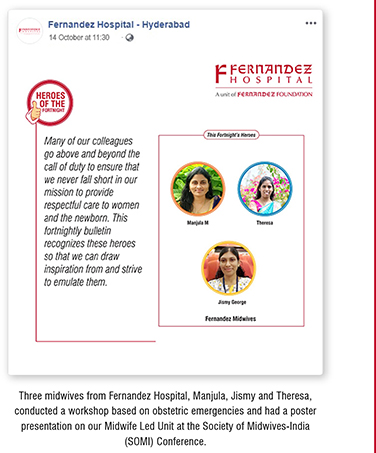 Fernandez Hospital - Hyderabad
14 October at 11:30
FERNANDEZ
HOSPITAL
A unit of FERNANDEZ FOUNDATION
HEROES
OF THE
FORTNIGHT
Many of our colleagues
go above and beyond the
call of duty to ensure that
we never fall short in our
mission to provide
respectful care to women
and the newborn. This
fortnightly bulletin
recognizes these heroes
so that we can draw
inspiration from and strive
to emulate them.
This Fortnight's Heroes
Manjula M
Theresa
Jismy George
Fernandez Midwives
Three midwives from Fernandez Hospital, Manjula, Jismy and Theresa,
conducted a workshop based on obstetric emergencies and had a poster
presentation on our Midwife Led Unit at the Society of Midwives-India
(SOMI) Conference.